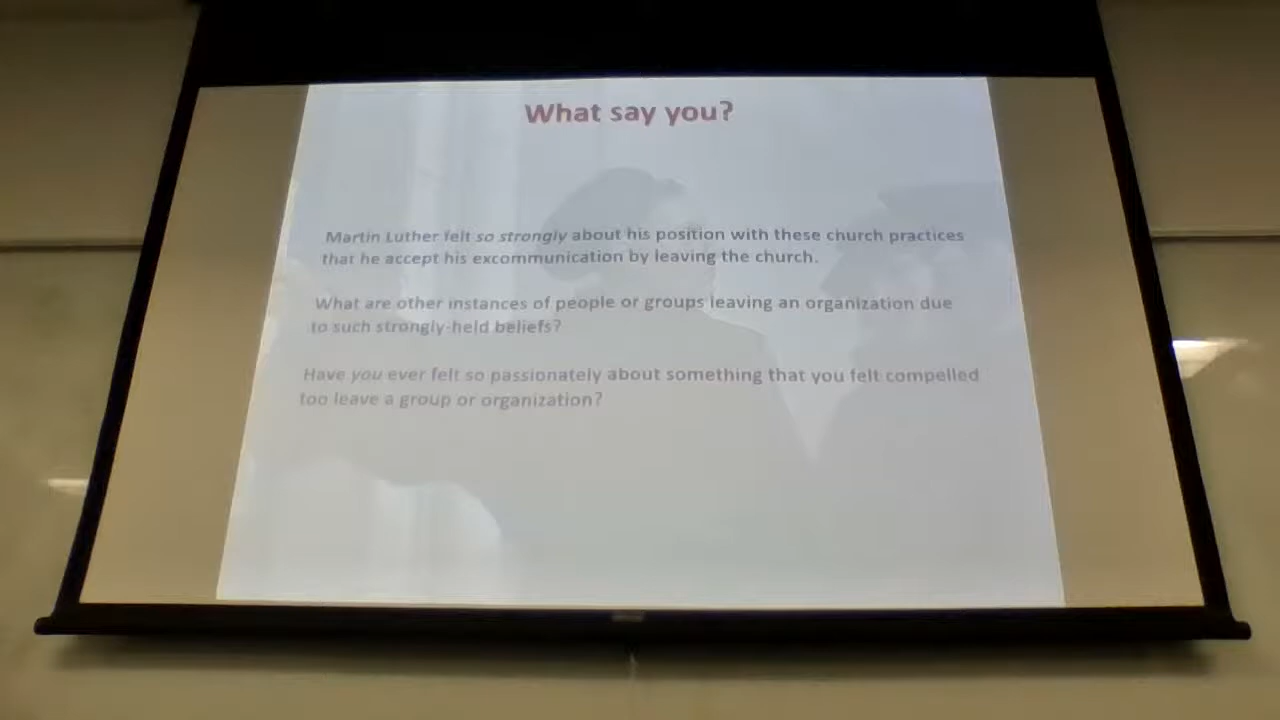 What say you?
Martin Luther felt so strongly about his position with these church practices
that he accept his excommunication by leaving the church.
What are other instances of people or groups leaving an organization due
to such strongly-held beliefs?
Have you ever felt so passionately about something that you felt compelled
too leave a group or organization?